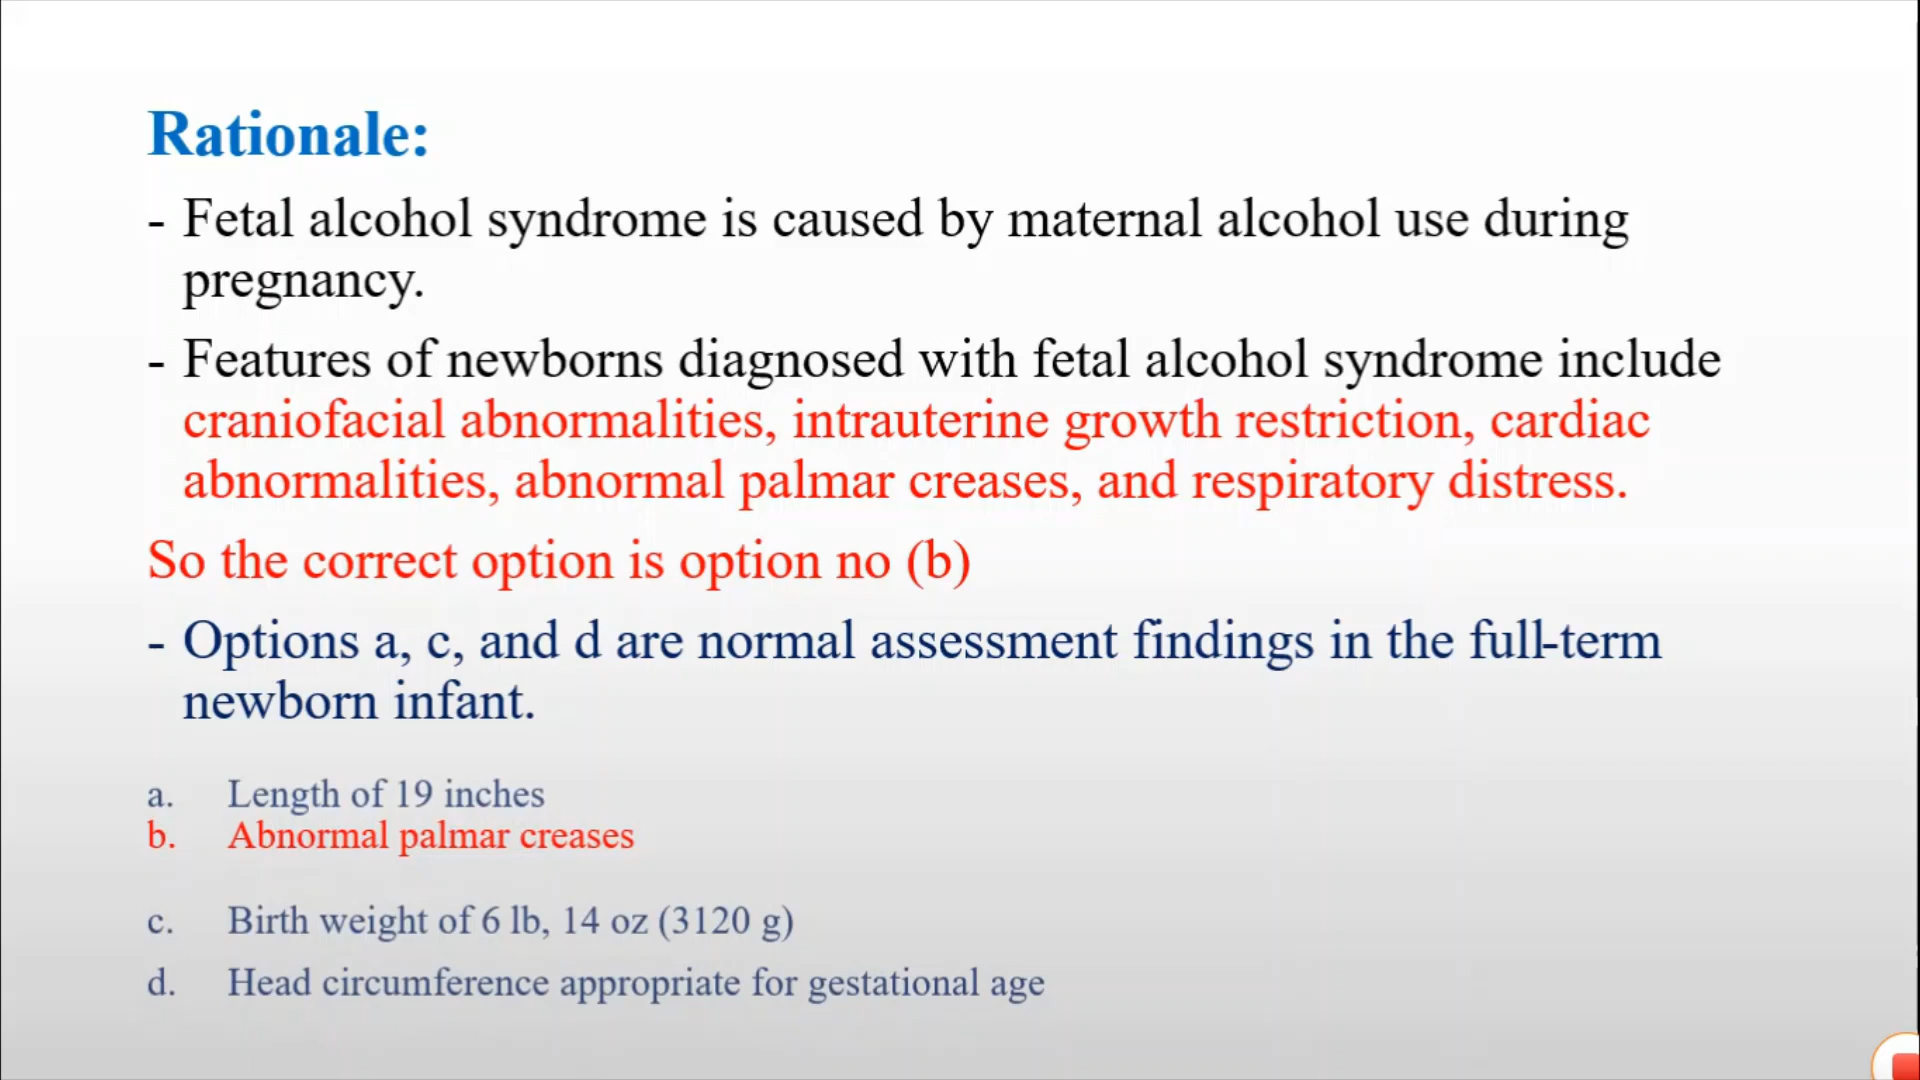 Rationale:
- Fetal alcohol syndrome is caused by maternal alcohol use during
pregnancy.
- Features of newborns diagnosed with fetal alcohol syndrome include
craniofacial abnormalities, intrauterine growth restriction, cardiac
abnormalities, abnormal palmar creases, and respiratory distress.
So the correct option is option no (b)
- Options a, c, and d are normal assessment findings in the full-term
newborn infant.
a. Length of 19 inches
b. Abnormal palmar creases
c. Birth weight of 6 lb, 14 oz (3120 g)
d. Head circumference appropriate for gestational age